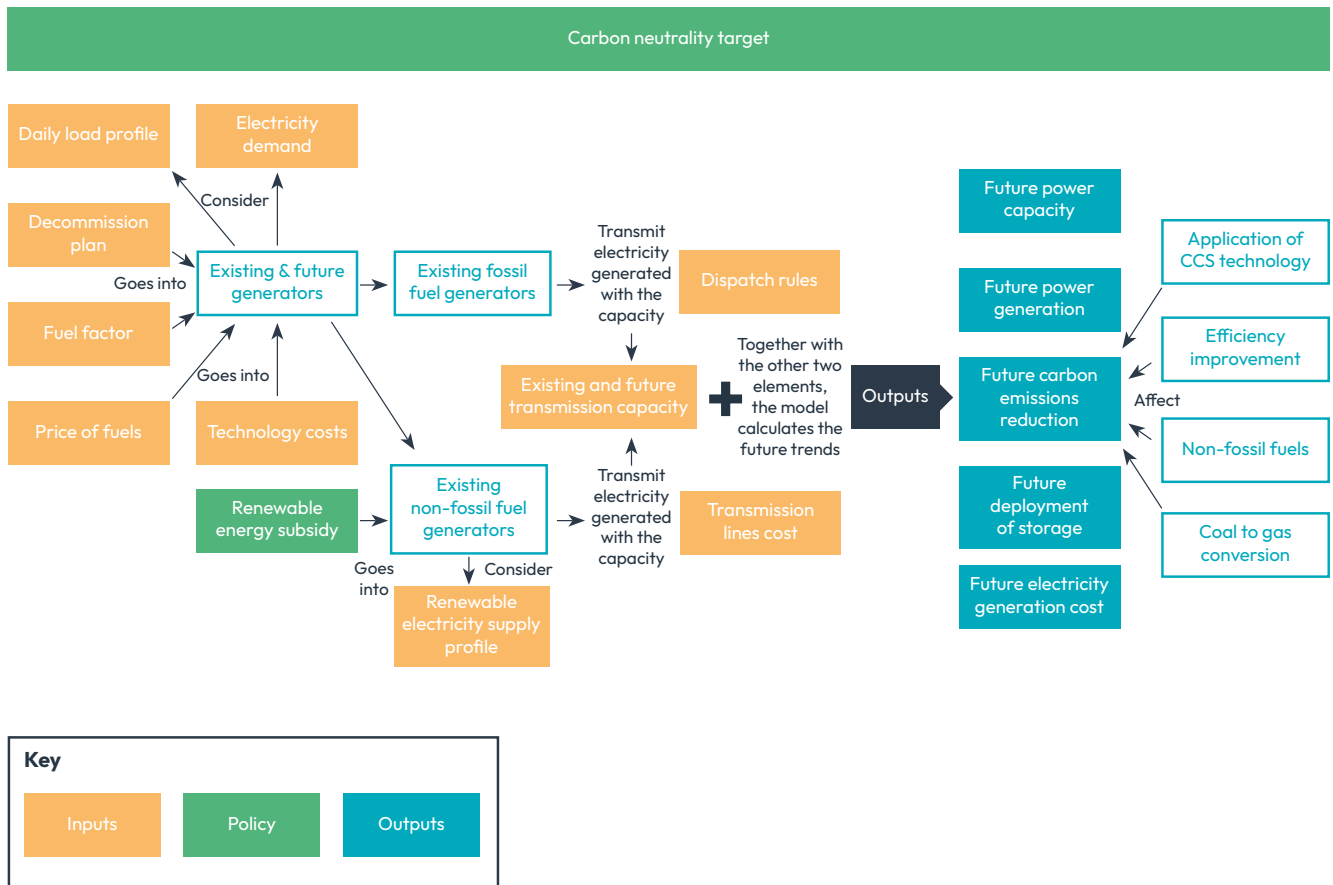 Carbon neutrality target
Daily load profile
Electricity
demand
Consider
Decommission
plan
Goes into
Existing & future
generators
Existing fossil
fuel generators
Transmit
electricity
generated
with the
capacity
Dispatch rules
Fuel factor
Goes into
Price of fuels
Technology costs
Existing and future
transmission capacity
Together with
the other two
elements,
the model
calculates the
future trends
Outputs
Renewable
energy subsidy
Existing
non-fossil fuel
generators
Transmit
electricity
generated
with the
capacity
Transmission
lines cost
Goes
into
Consider
Renewable
electricity supply
profile
Future power
capacity
Future power
generation
Future carbon
emissions
reduction
Future
deployment
of storage
Future electricity
generation cost
Application of
CCS technology
Efficiency
improvement
Affect
Non-fossil fuels
Coal to gas
conversion
Key
Inputs
Policy
Outputs